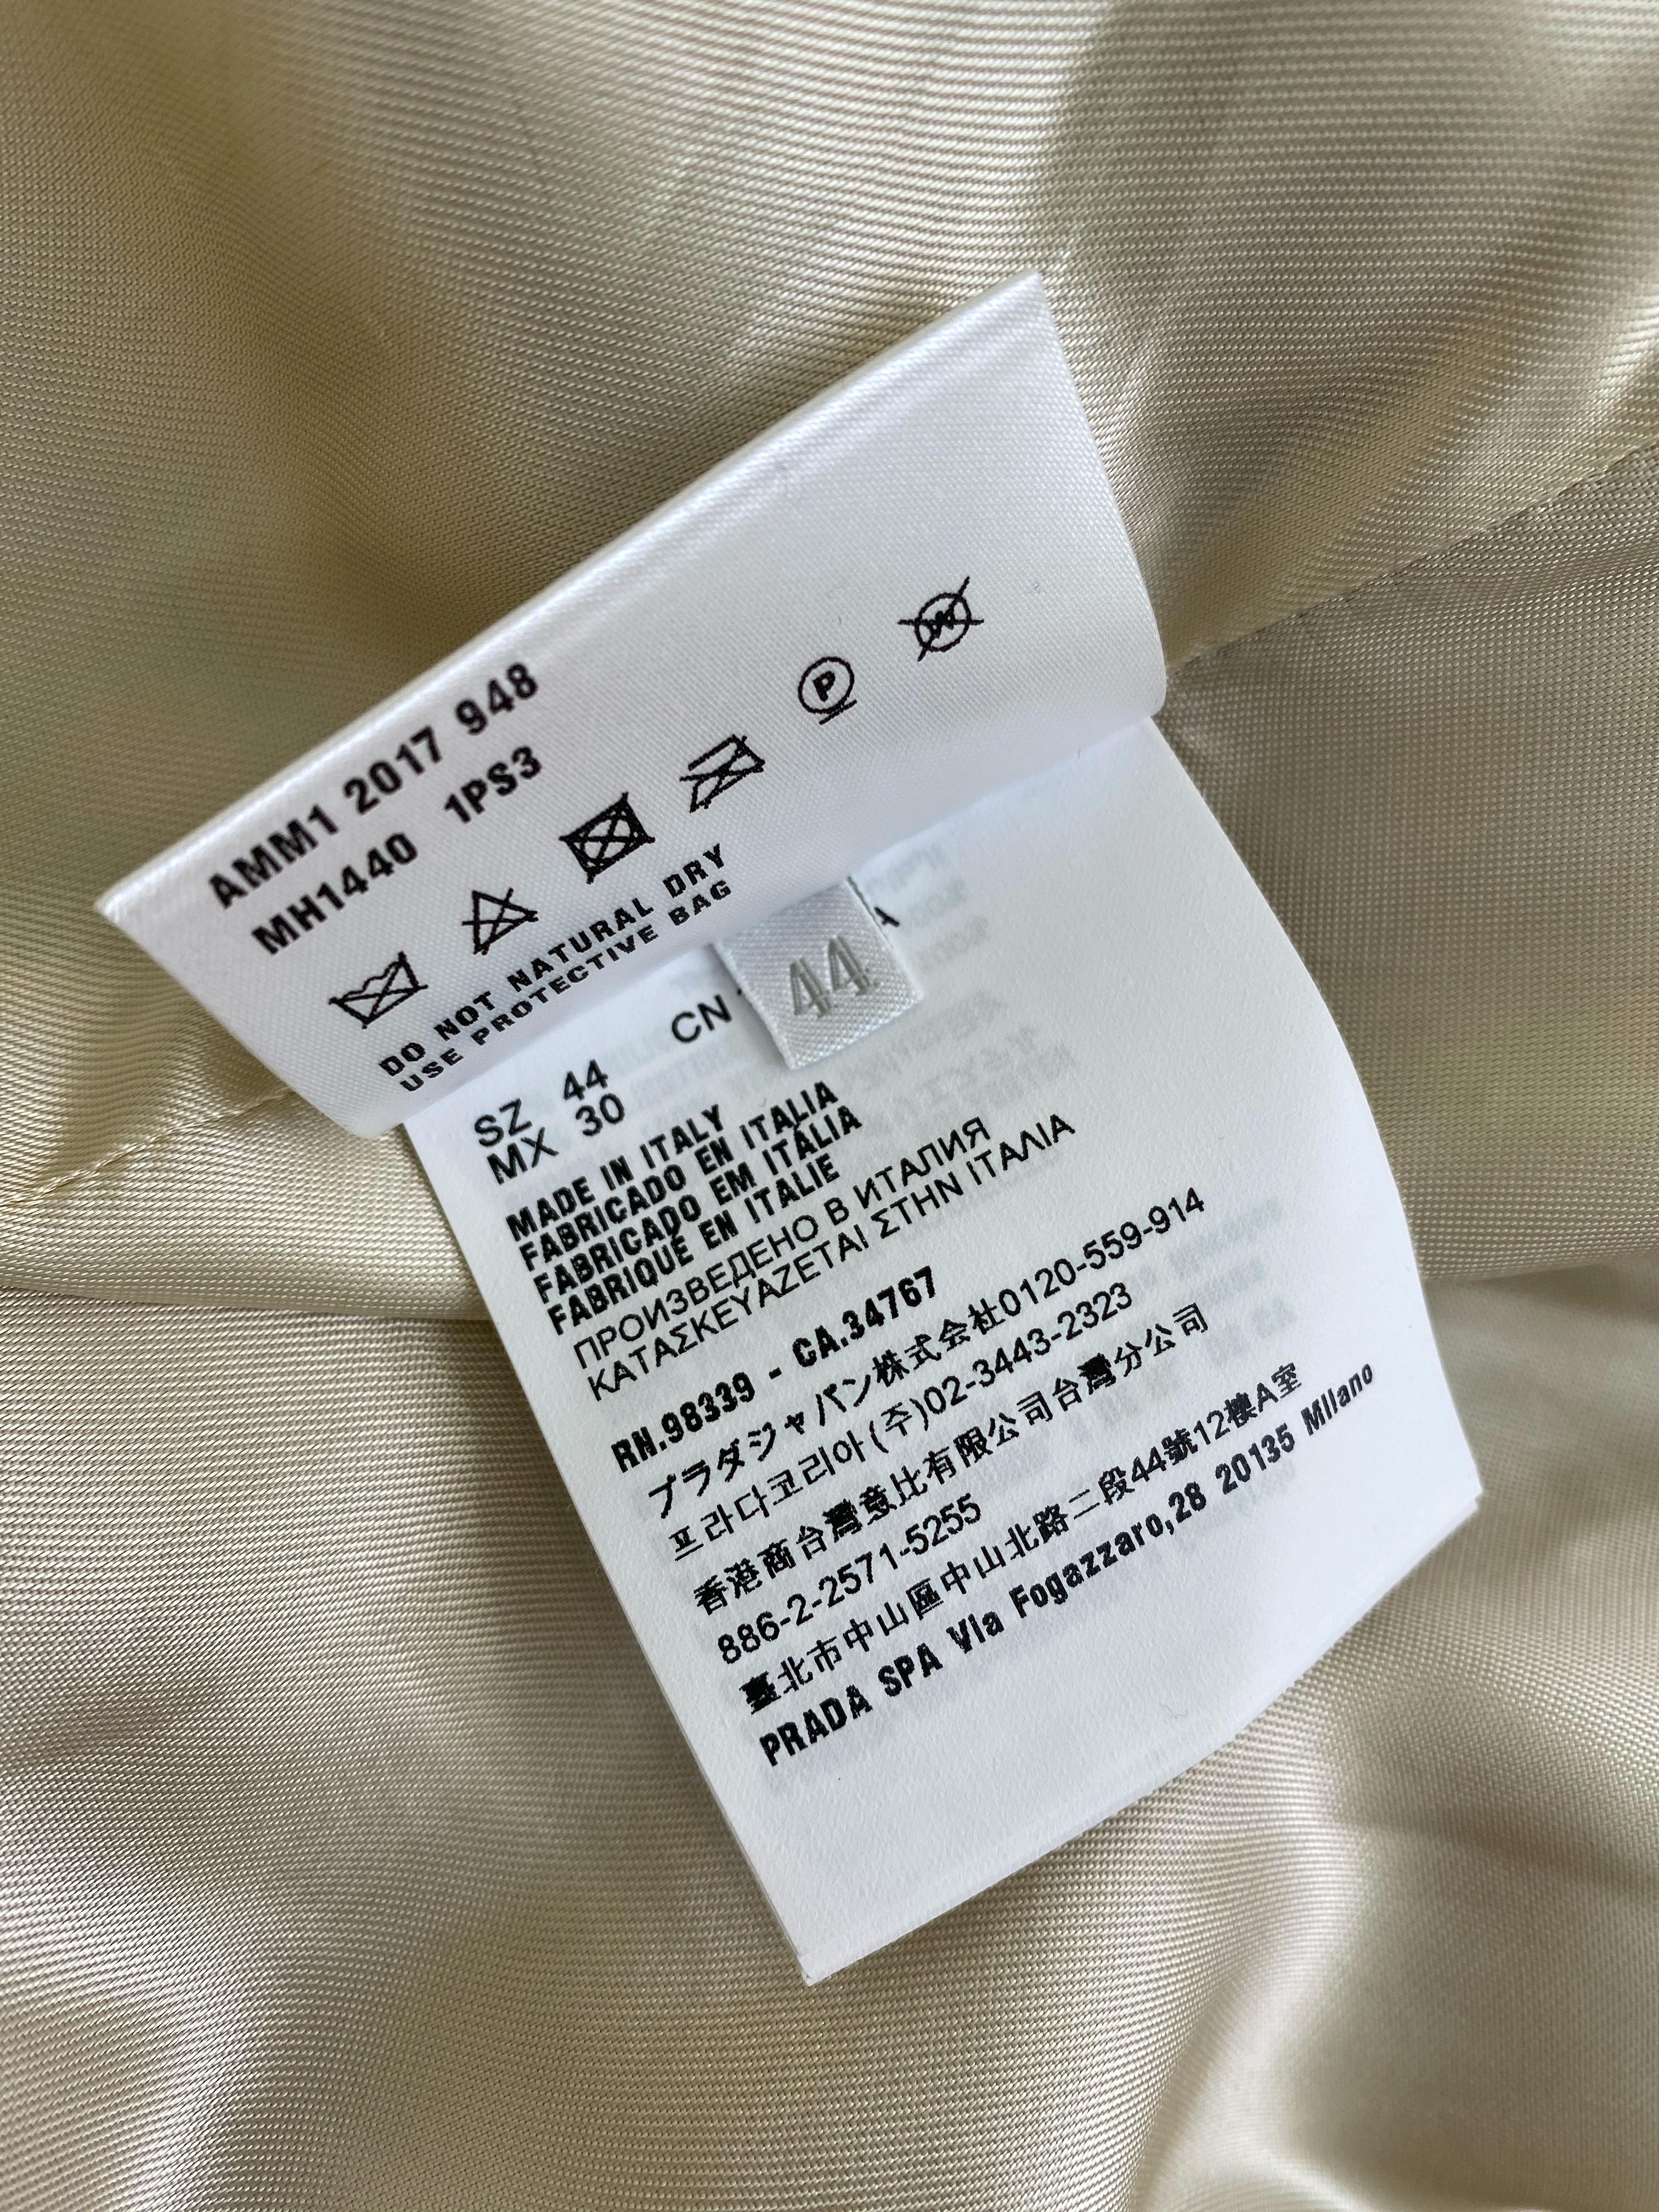 AMM1 2017 948
MH1440 1PS3
P
W
DO NOT NATURAL DRY
USE PROTECTIVE BAG
44
SZ 44 CN
MX 30
MADE IN ITALY
FABRICADO EN ITALIA
FABRICADO EM ITÁLIA
FABRIQUÉ EN ITALIE
ПРОИЗВЕДЕНО В ИТАЛИЯ
ΚΑΤΑΣΚΕΥΑΖΕΤΑΙ ΣΤΗΝ ΙΤΑΛΙΑ
RN.98339 - CA.34767
プラダジャパン株式会社0120-559-914
프라다코리아(주)02-3443-2323
香港商台灣意比有限公司台灣分公司
886-2-2571-5255
臺北市中山區中山北路二段44號12樓A室
PRADA SPA Via Fogazzaro,28 20135 Milano